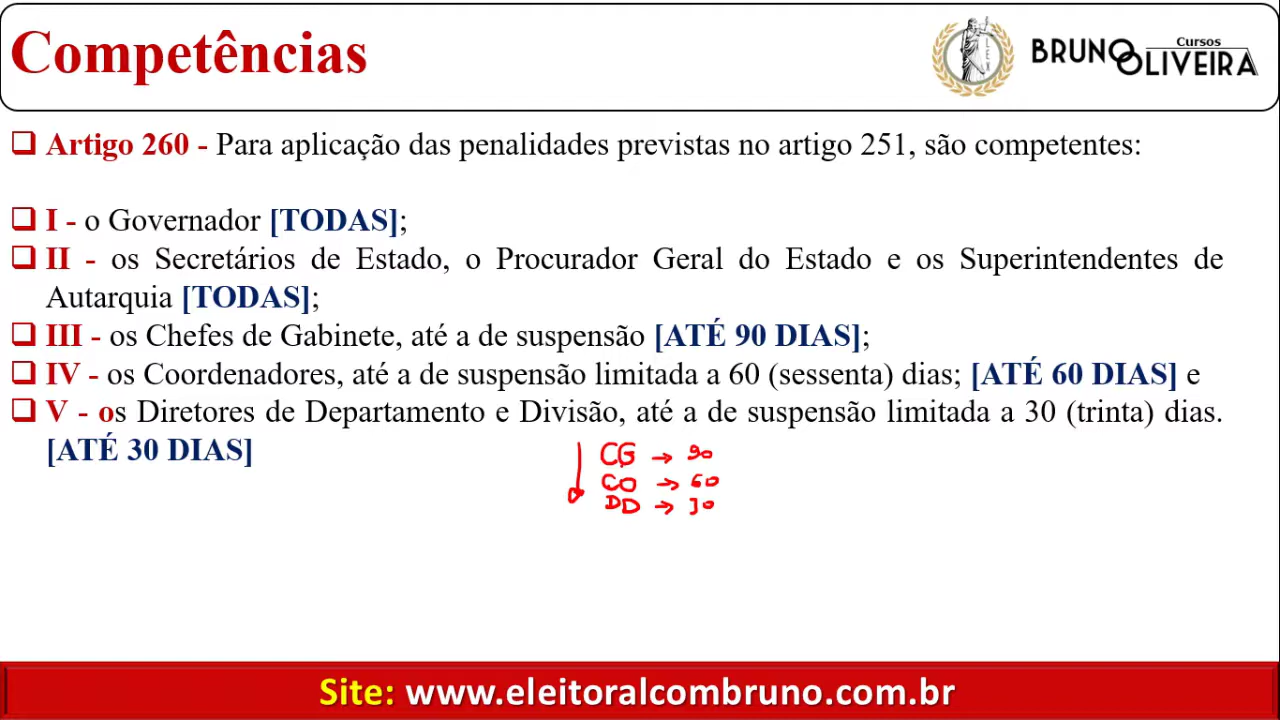 Competências
Cursos
BRUNO OLIVEIRA
Artigo 260 - Para aplicação das penalidades previstas no artigo 251, são competentes:
I - o Governador [TODAS];
II - os Secretários de Estado, o Procurador Geral do Estado e os Superintendentes de
Autarquia [TODAS];
III - os Chefes de Gabinete, até a de suspensão [ATÉ 90 DIAS];
IV - os Coordenadores, até a de suspensão limitada a 60 (sessenta) dias; [ATÉ 60 DIAS] e
V - os Diretores de Departamento e Divisão, até a de suspensão limitada a 30 (trinta) dias.
[ATÉ 30 DIAS]
CG → 90
CO → 60
DD → 30
Site: www.eleitoralcombruno.com.br